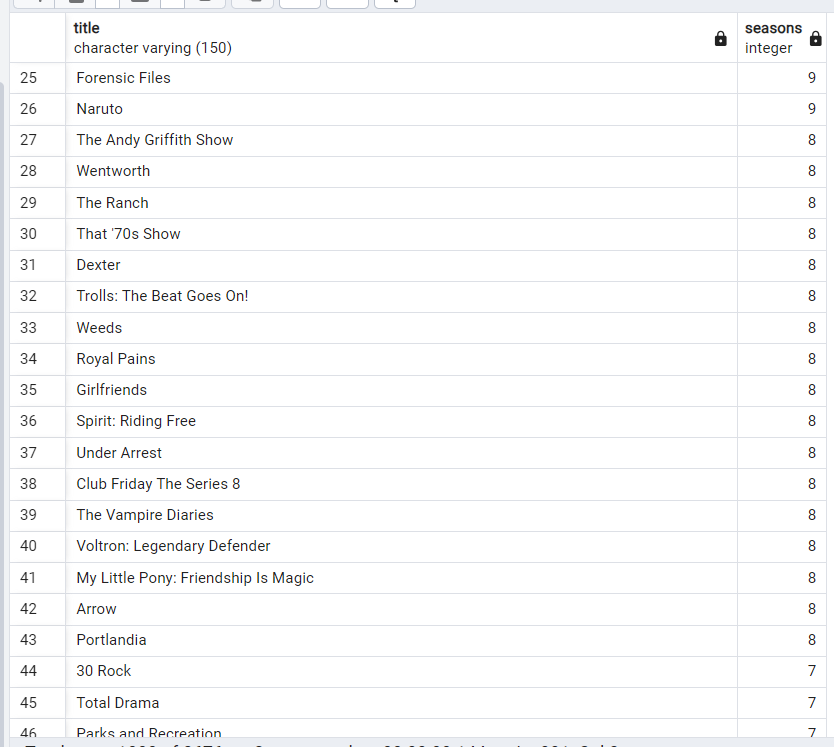 title seasons
character varying (150) integer
25 Forensic Files 9
26 Naruto 9
27 The Andy Griffith Show 8
28 Wentworth 8
29 The Ranch 8
30 That '70s Show 8
31 Dexter 8
32 Trolls: The Beat Goes On! 8
33 Weeds 8
34 Royal Pains 8
35 Girlfriends 8
36 Spirit: Riding Free 8
37 Under Arrest 8
38 Club Friday The Series 8 8
39 The Vampire Diaries 8
40 Voltron: Legendary Defender 8
41 My Little Pony: Friendship Is Magic 8
42 Arrow 8
43 Portlandia 8
44 30 Rock 7
45 Total Drama 7
46 Parks and Recreation 7